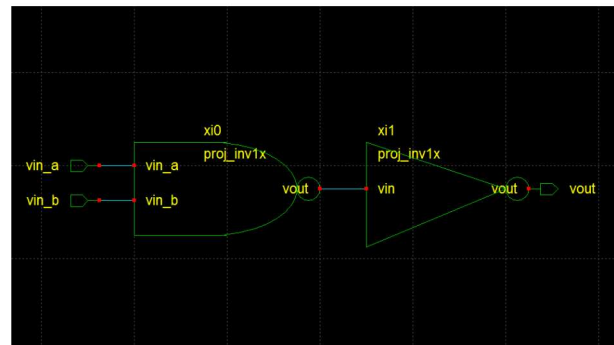 xi0
xi1
proj_inv1x
proj_inv1x
vin_a
vin_a
vin_b
vin_b
vout
vin
vout
vout